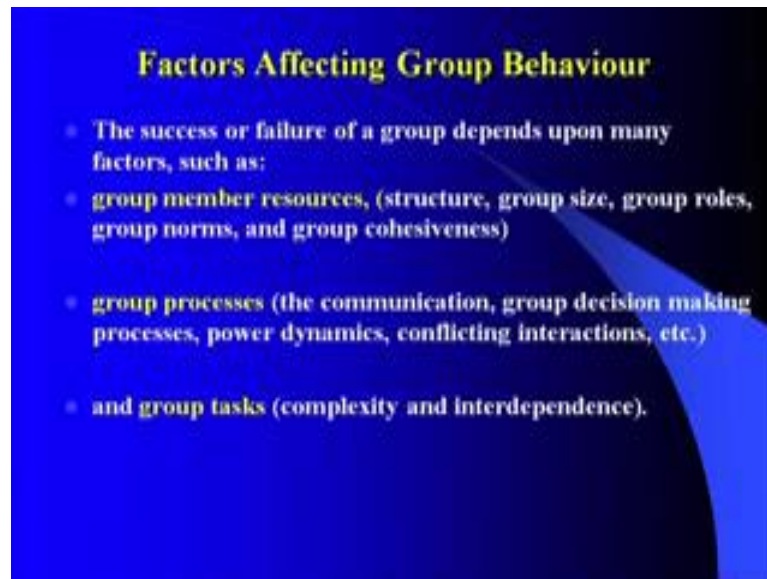 Factors Affecting Group Behaviour
The success or failure of a group depends upon many
factors, such as:
group member resources, (structure, group size, group roles,
group norms, and group cohesiveness)
group processes (the communication, group decision making
processes, power dynamics, conflicting interactions, etc.)
and group tasks (complexity and interdependence).